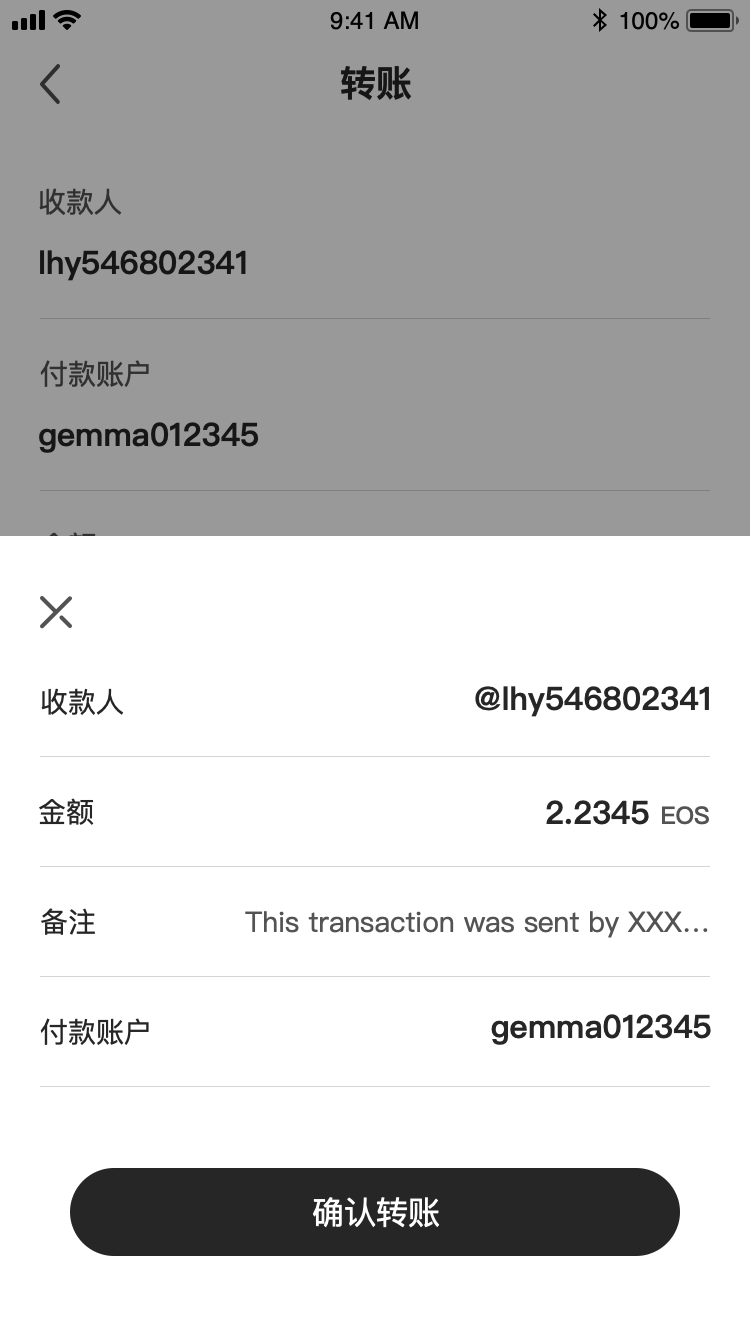 9:41 AM
100%
转账
收款人
lhy546802341
付款账户
gemma012345
收款人
@lhy546802341
金额
2.2345 EOS
备注
This transaction was sent by XXX...
付款账户
gemma012345
确认转账